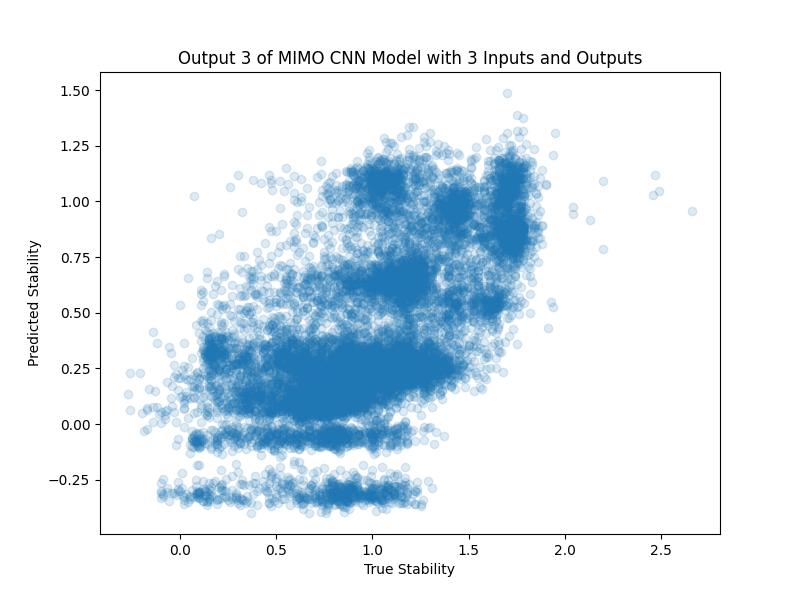 Output 3 of MIMO CNN Model with 3 Inputs and Outputs
1.50
1.25
1.00
0.75
0.50
0.25
0.00
−0.25
Predicted Stability
0.0 0.5 1.0 1.5 2.0 2.5
True Stability